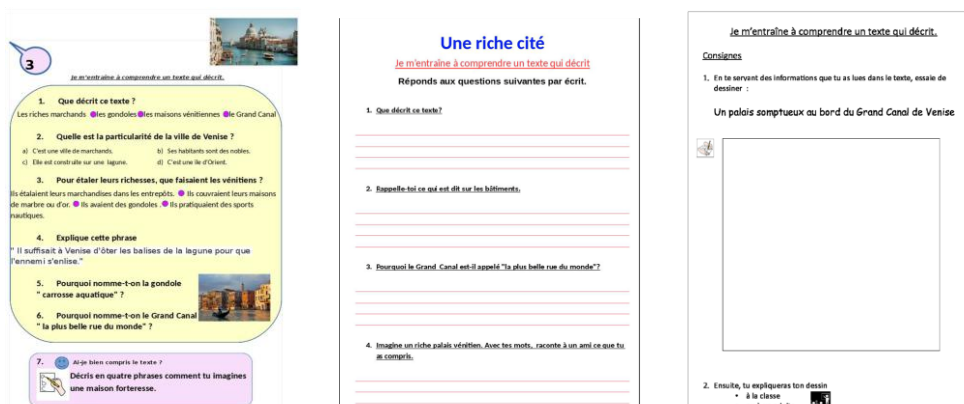 3
Je m'entraîne à comprendre un texte qui décrit.
1. Que décrit ce texte ?
Les riches marchands les gondoles les maisons vénitiennes le Grand Canal
2. Quelle est la particularité de la ville de Venise ?
a) C'est une ville de marchands. b) Ses habitants sont des nobles.
c) Elle est construite sur une lagune. d) C'est une île d'Orient.
3. Pour étaler leurs richesses, que faisaient les vénitiens ?
Ils étalaient leurs marchandises dans les entrepôts. Ils couvraient leurs maisons
de marbre ou d'or. Ils avaient des gondoles . Ils pratiquaient des sports
nautiques.
4. Explique cette phrase
" Il suffisait à Venise d'ôter les balises de la lagune pour que
l'ennemi s'enlise."
5. Pourquoi nomme-t-on la gondole
" carrosse aquatique" ?
6. Pourquoi nomme-t-on le Grand Canal
" la plus belle rue du monde" ?
7. Ai-je bien compris le texte ?
Décris en quatre phrases comment tu imagines
une maison forteresse.
Une riche cité
Je m'entraîne à comprendre un texte qui décrit
Réponds aux questions suivantes par écrit.
1. Que décrit ce texte?
2. Rappelle-toi ce qui est dit sur les bâtiments.
3. Pourquoi le Grand Canal est-il appelé "la plus belle rue du monde"?
4. Imagine un riche palais vénitien. Avec tes mots, raconte à un ami ce que tu
as compris.
Je m'entraîne à comprendre un texte qui décrit.
Consignes
1. En te servant des informations que tu as lues dans le texte, essaie de
dessiner :
Un palais somptueux au bord du Grand Canal de Venise
2. Ensuite, tu expliqueras ton dessin
• à la classe